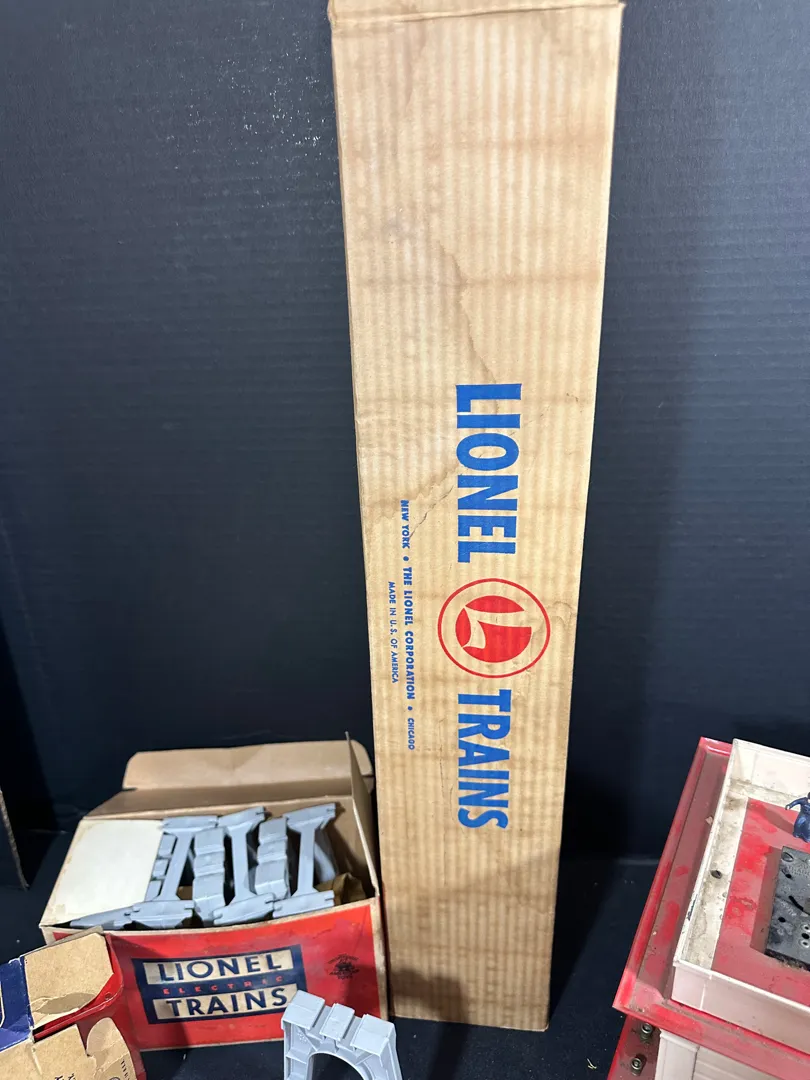 LIONEL L TRAINS
NEW YORK • THE LIONEL CORPORATION • CHICAGO
MADE IN U. S. OF AMERICA
LIONEL
ELECTRIC
TRAINS